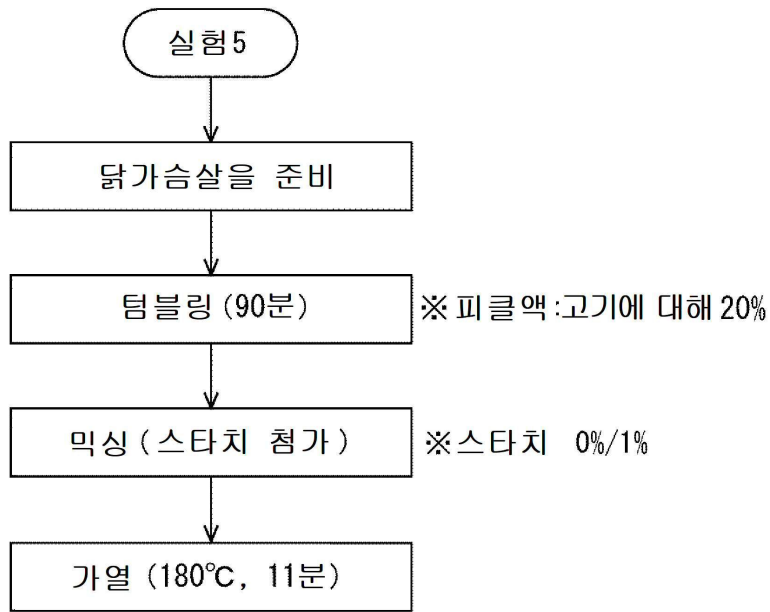 실험5
닭가슴살을 준비
텀블링(90분) ※피클액:고기에 대해 20%
믹싱(스타치 첨가) ※스타치 0%/1%
가열(180℃, 11분)